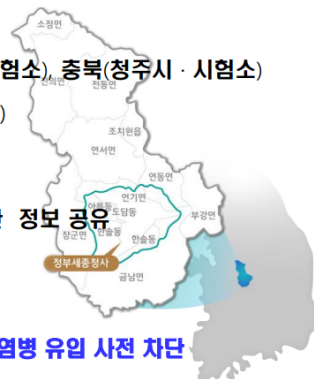 소정면
험소), 충북(청주시 · 시험소)
전의면
전동면
)
조치원읍
연서면
연동면
연기면
아름동
도담동
정보 공유
부강면
장군면
한솔동
한솔동
정부세종청사
금남면
염병 유입 사전 차단